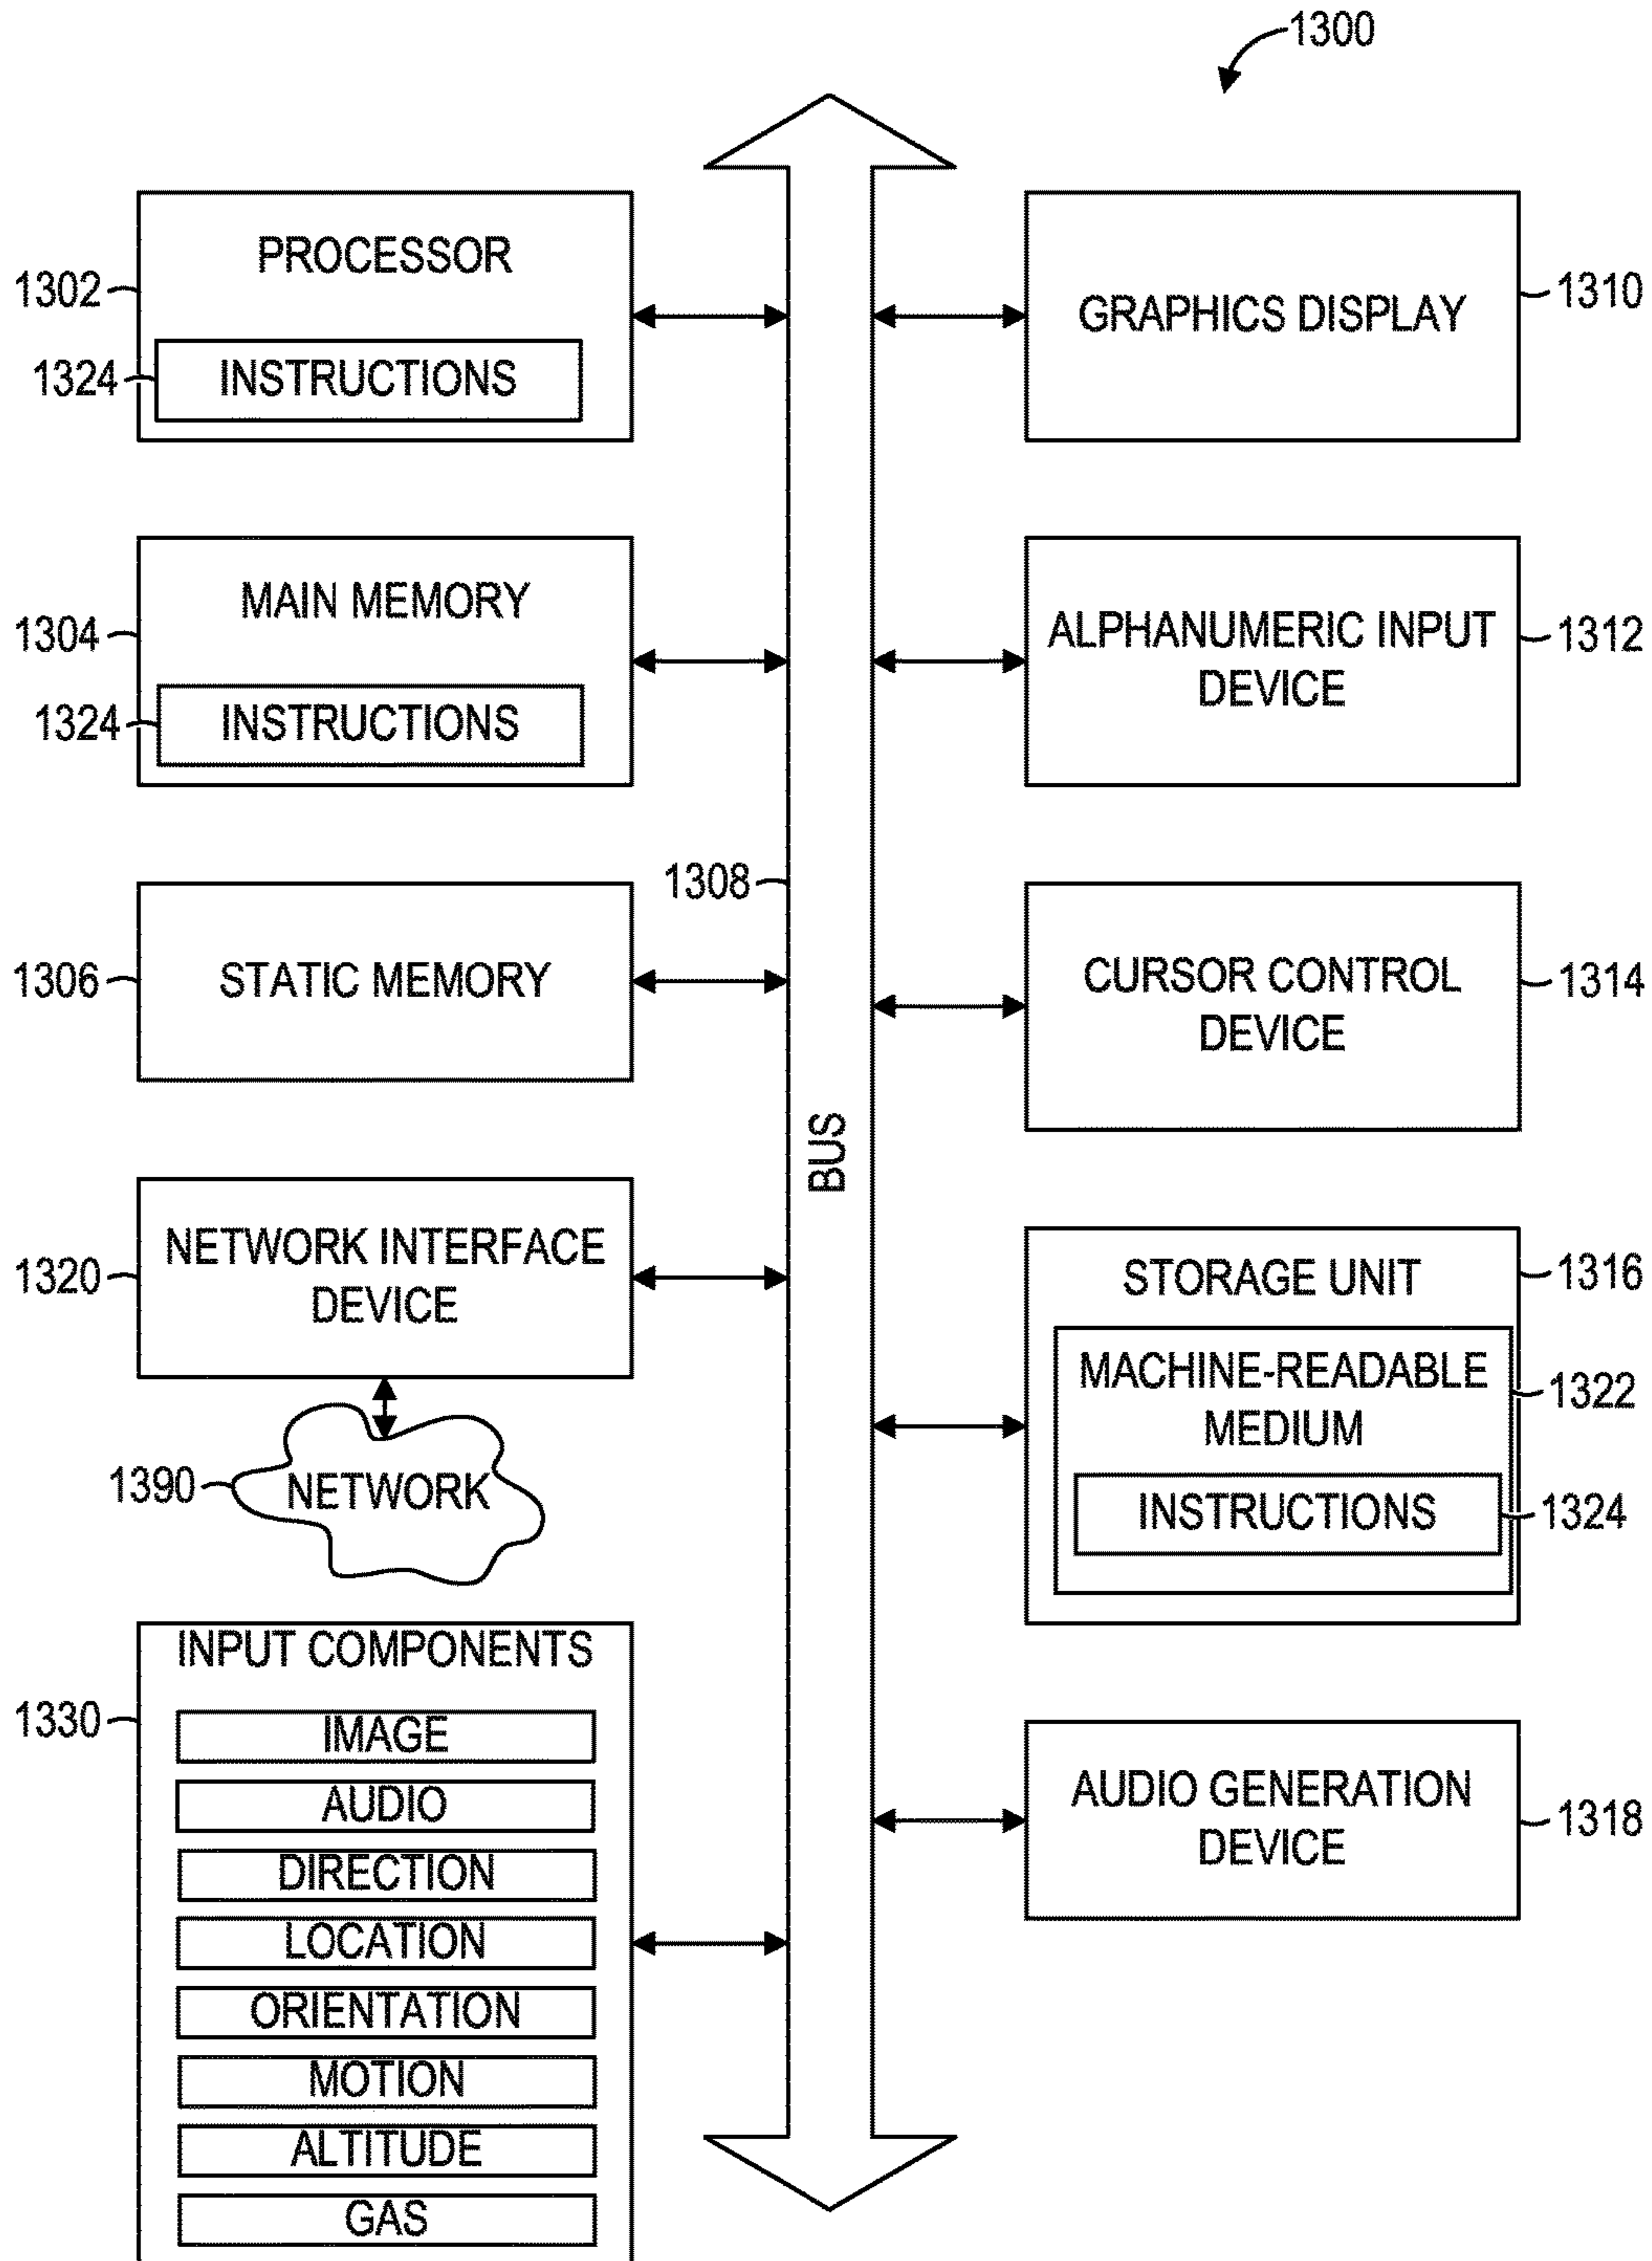 1300
PROCESSOR
1302
1324
INSTRUCTIONS
MAIN MEMORY
1304
1324
INSTRUCTIONS
1306
STATIC MEMORY
1320
NETWORK INTERFACE
DEVICE
1390
NETWORK
INPUT COMPONENTS
1330
IMAGE
AUDIO
DIRECTION
LOCATION
ORIENTATION
MOTION
ALTITUDE
GAS
1308
BUS
GRAPHICS DISPLAY
1310
ALPHANUMERIC INPUT
DEVICE
1312
CURSOR CONTROL
DEVICE
1314
STORAGE UNIT
1316
MACHINE-READABLE
MEDIUM
1322
INSTRUCTIONS
1324
AUDIO GENERATION
DEVICE
1318